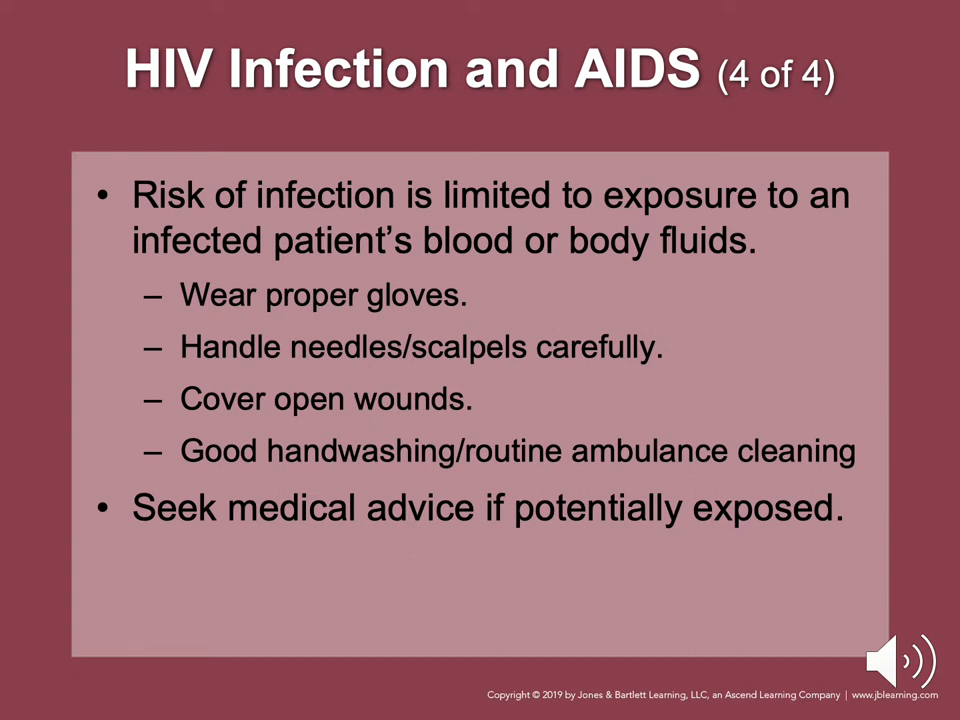 HIV Infection and AIDS (4 of 4)
• Risk of infection is limited to exposure to an
infected patient’s blood or body fluids.
– Wear proper gloves.
– Handle needles/scalpels carefully.
– Cover open wounds.
– Good handwashing/routine ambulance cleaning
• Seek medical advice if potentially exposed.
Copyright © 2019 by Jones & Bartlett Learning, LLC, an Ascend Learning Company | www.jblearning.com